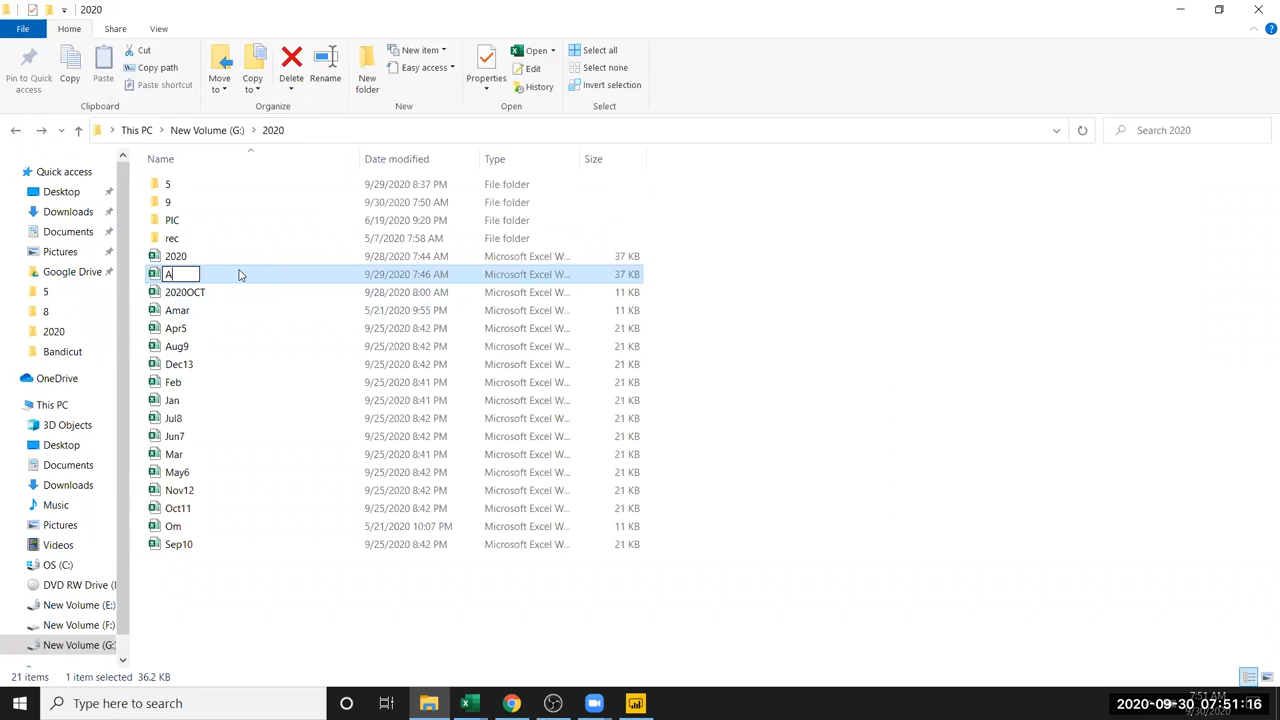 2020
File
Home
Share
View
Pin to Quick access
Copy
Paste
Cut
Copy path
Paste shortcut
Clipboard
Move to
Copy to
Delete
Rename
Organize
New folder
New item
Easy access
New
Properties
Open
Edit
History
Open
Select all
Select none
Invert selection
Select
This PC > New Volume (G:) > 2020
Search 2020
Name Date modified Type Size
5 9/29/2020 8:37 PM File folder
9 9/30/2020 7:50 AM File folder
PIC 6/19/2020 9:20 PM File folder
rec 5/7/2020 7:58 AM File folder
2020 9/28/2020 7:44 AM Microsoft Excel W... 37 KB
A 9/29/2020 7:46 AM Microsoft Excel W... 37 KB
2020OCT 9/28/2020 8:00 AM Microsoft Excel W... 11 KB
Amar 5/21/2020 9:55 PM Microsoft Excel W... 11 KB
Apr5 9/25/2020 8:42 PM Microsoft Excel W... 21 KB
Aug9 9/25/2020 8:42 PM Microsoft Excel W... 21 KB
Dec13 9/25/2020 8:42 PM Microsoft Excel W... 21 KB
Feb 9/25/2020 8:41 PM Microsoft Excel W... 21 KB
Jan 9/25/2020 8:41 PM Microsoft Excel W... 21 KB
Jul8 9/25/2020 8:42 PM Microsoft Excel W... 21 KB
Jun7 9/25/2020 8:42 PM Microsoft Excel W... 21 KB
Mar 9/25/2020 8:41 PM Microsoft Excel W... 21 KB
May6 9/25/2020 8:42 PM Microsoft Excel W... 21 KB
Nov12 9/25/2020 8:42 PM Microsoft Excel W... 21 KB
Oct11 9/25/2020 8:42 PM Microsoft Excel W... 21 KB
Om 5/21/2020 10:07 PM Microsoft Excel W... 11 KB
Sep10 9/25/2020 8:42 PM Microsoft Excel W... 21 KB
Quick access
Desktop
Downloads
Documents
Pictures
Google Drive
5
8
2020
Bandicut
OneDrive
This PC
3D Objects
Desktop
Documents
Downloads
Music
Pictures
Videos
OS (C:)
DVD RW Drive (
New Volume (E:)
New Volume (F:)
New Volume (G:)
21 items 1 item selected 36.2 KB
Type here to search
7:51 AM
9/30/2020
2020-09-30 07:51:16